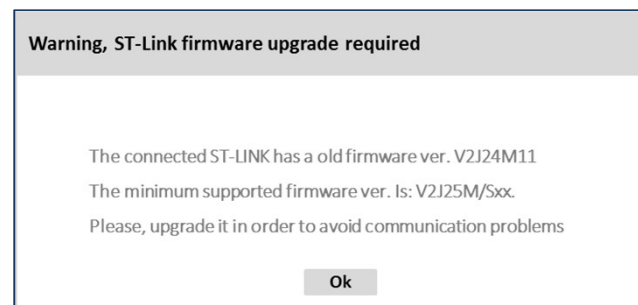 Warning, ST-Link firmware upgrade required
The connected ST-LINK has a old firmware ver. V2J24M11
The minimum supported firmware ver. Is: V2J25M/Sxx.
Please, upgrade it in order to avoid communication problems
Ok